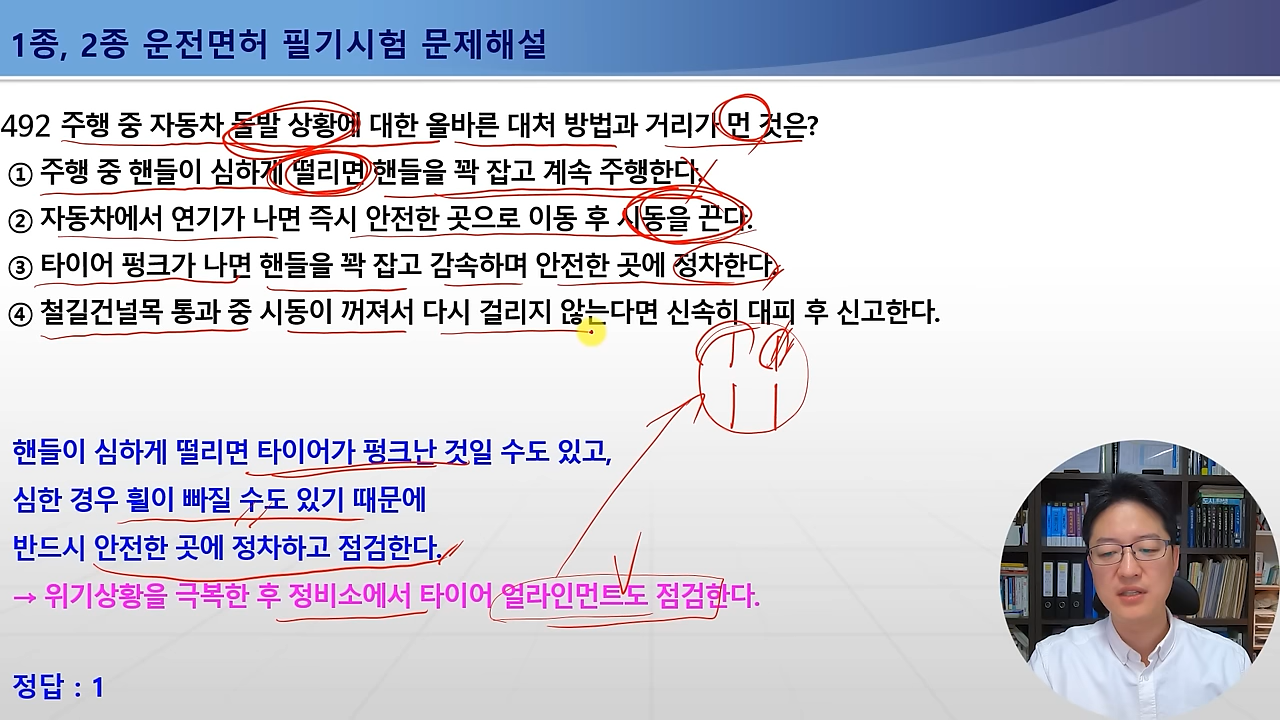 1종, 2종 운전면허 필기시험 문제해설
492 주행 중 자동차 돌발 상황에 대한 올바른 대처 방법과 거리가 먼 것은?
① 주행 중 핸들이 심하게 떨리면 핸들을 꽉 잡고 계속 주행한다.
② 자동차에서 연기가 나면 즉시 안전한 곳으로 이동 후 시동을 끈다.
③ 타이어 펑크가 나면 핸들을 꽉 잡고 감속하며 안전한 곳에 정차한다.
④ 철길건널목 통과 중 시동이 꺼져서 다시 걸리지 않는다면 신속히 대피 후 신고한다.
핸들이 심하게 떨리면 타이어가 펑크난 것일 수도 있고,
심한 경우 휠이 빠질 수도 있기 때문에
반드시 안전한 곳에 정차하고 점검한다.
→ 위기상황을 극복한 후 정비소에서 타이어 얼라인먼트도 점검한다.
정답 : 1